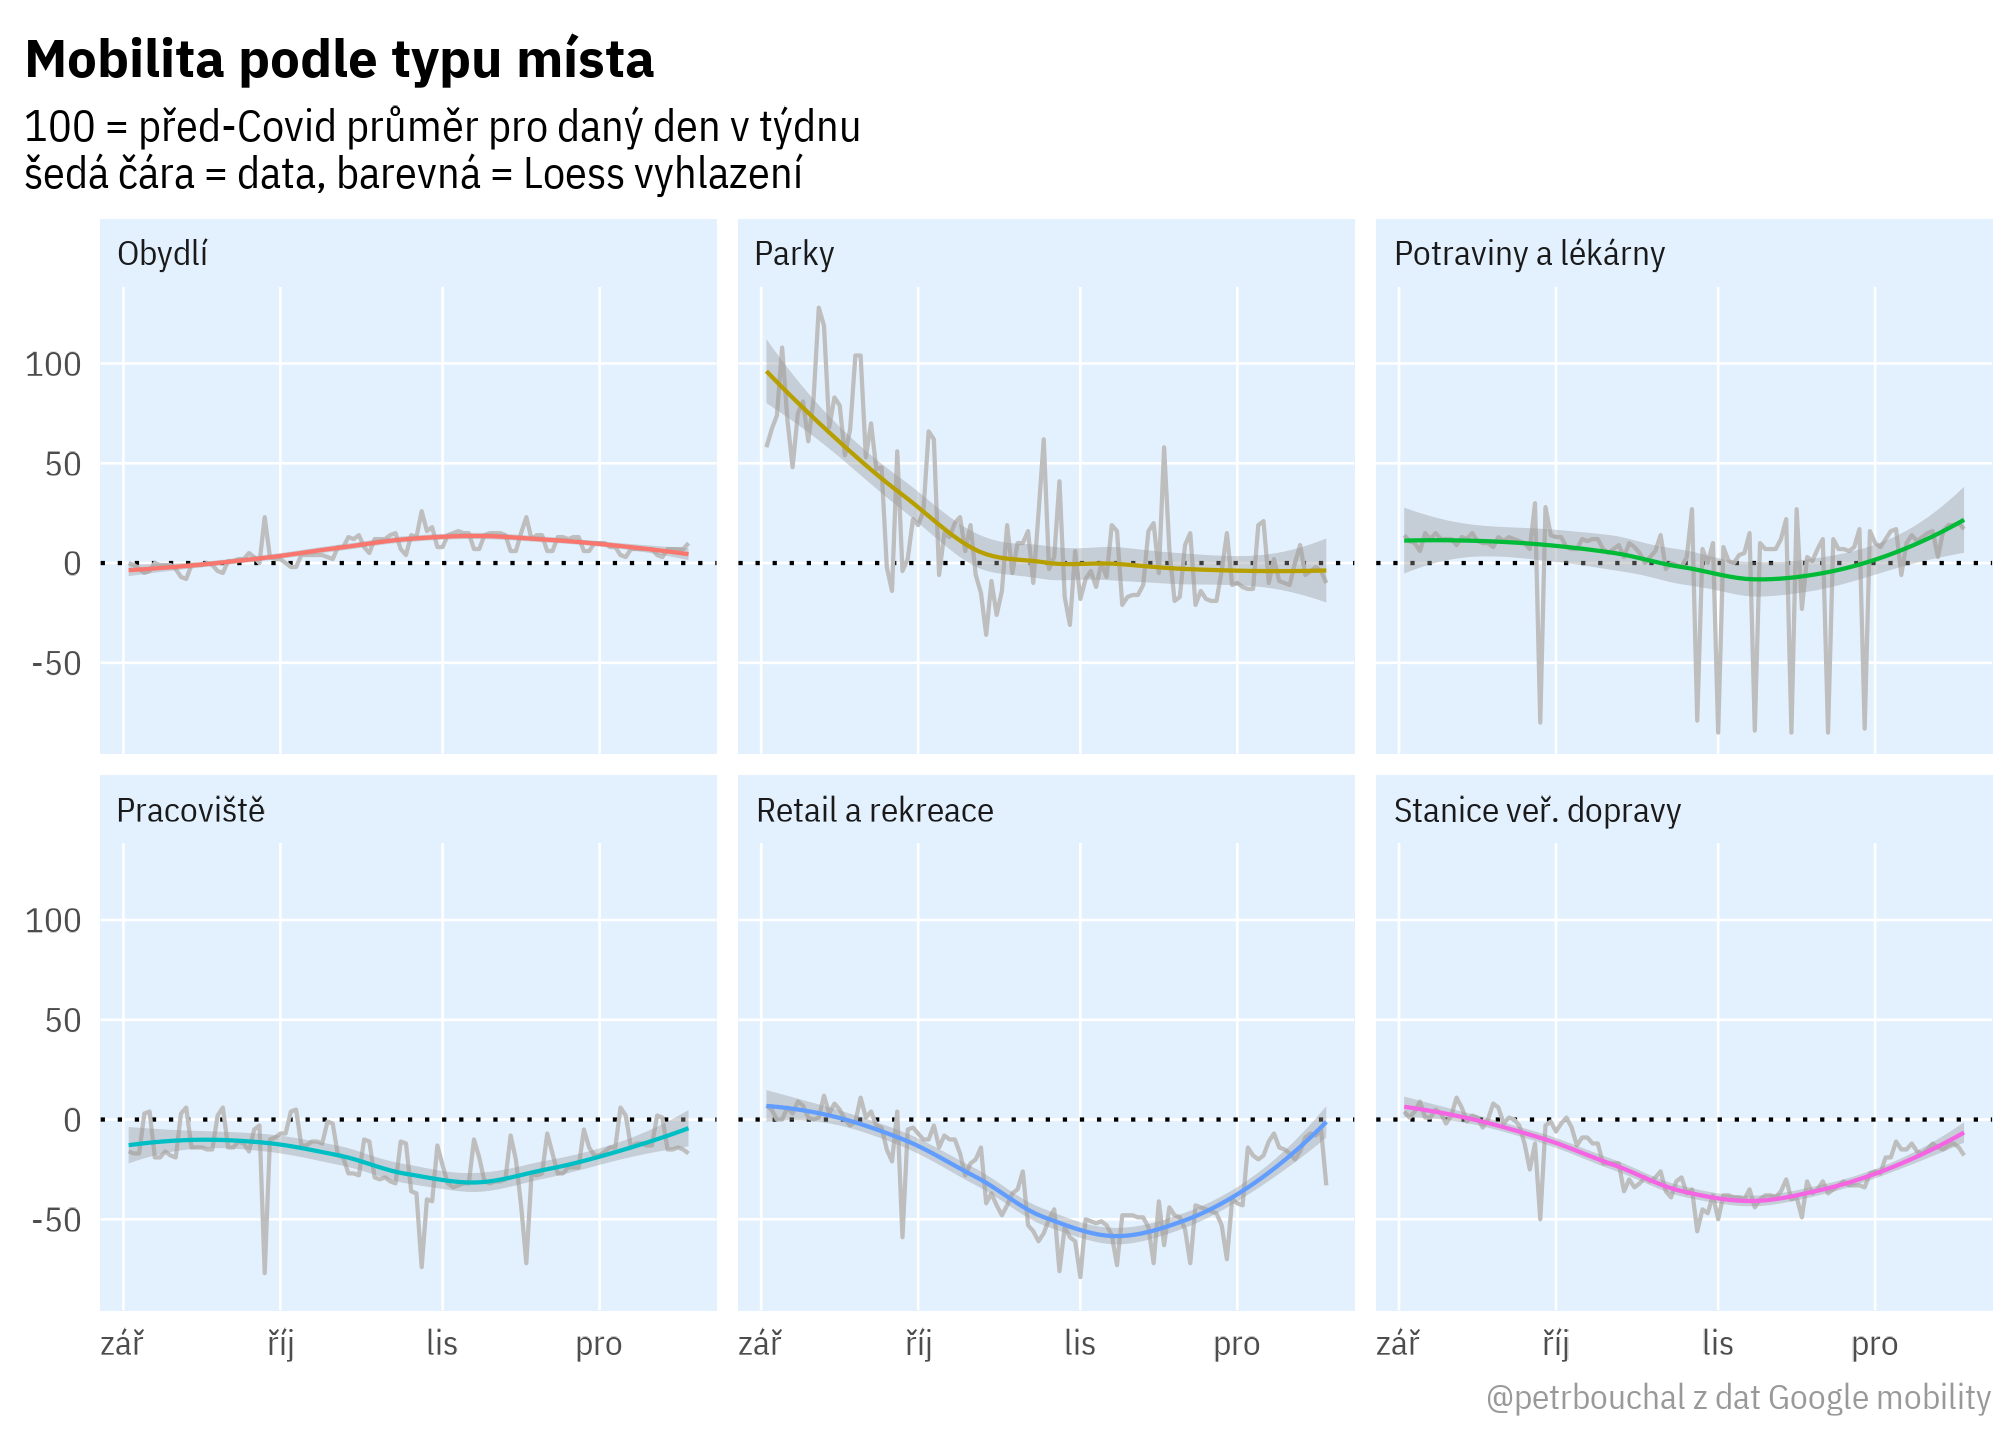 Mobilita podle typu místa
100 = před-Covid průměr pro daný den v týdnu
šedá čára = data, barevná = Loess vyhlazení
Obydlí
Parky
Potraviny a lékárny
100
50
0
-50
Pracoviště
Retail a rekreace
Stanice veř. dopravy
100
50
0
-50
zář říj lis pro
zář říj lis pro
zář říj lis pro
@petrbouchal z dat Google mobility